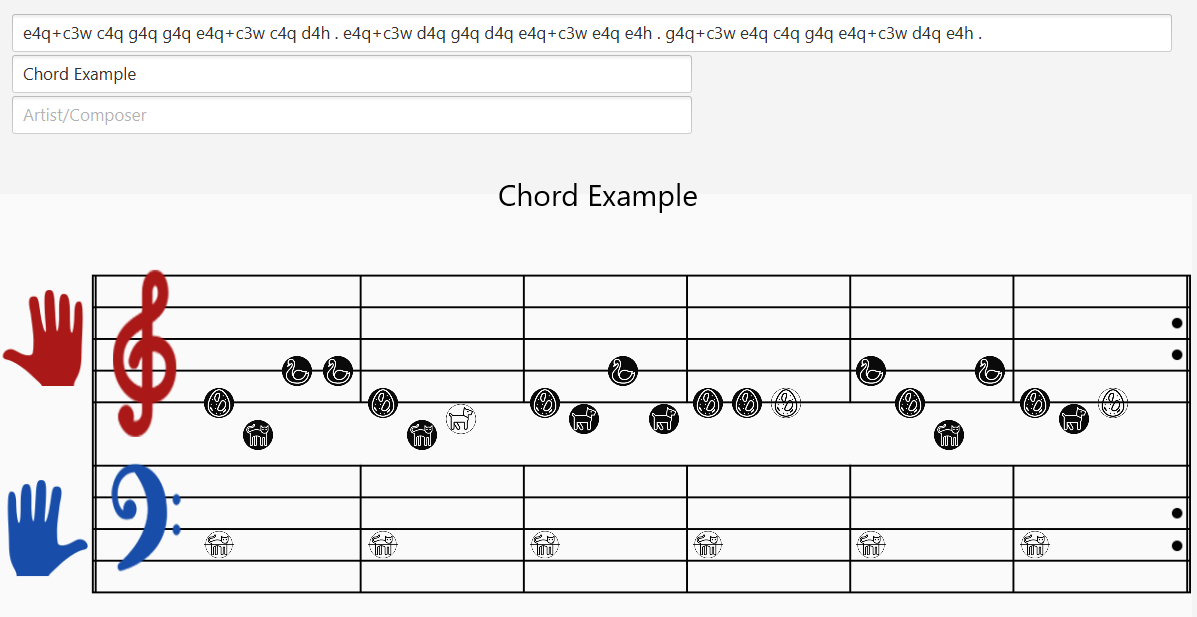 e4q+c3w c4q g4q g4q e4q+c3w c4q d4h . e4q+c3w d4q g4q d4q e4q+c3w e4q e4h . g4q+c3w e4q c4q g4q e4q+c3w d4q e4h .
Chord Example
Artist/Composer
Chord Example